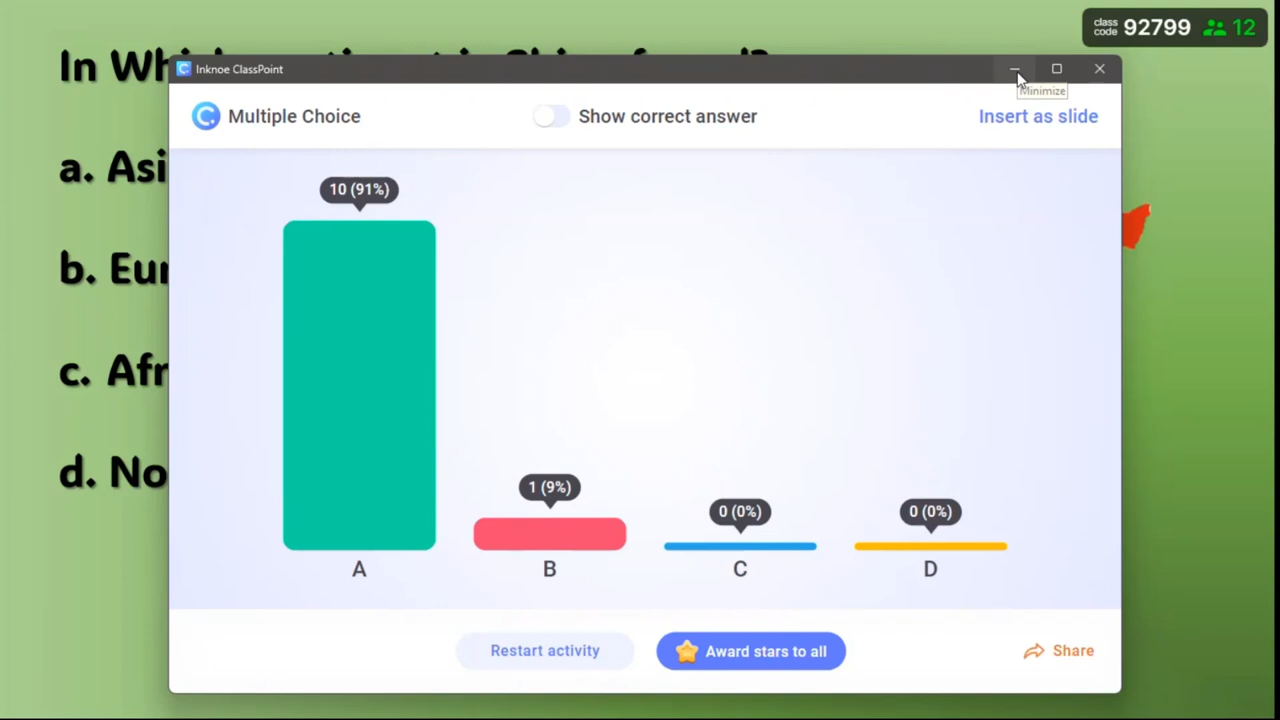 class code 92799 12
In Wh
Inknoe ClassPoint
Minimize
Multiple Choice
Show correct answer
Insert as slide
a. Asi
10 (91%)
b. Eur
c. Afr
d. No
1 (9%)
0 (0%)
0 (0%)
A
B
C
D
Restart activity
Award stars to all
Share